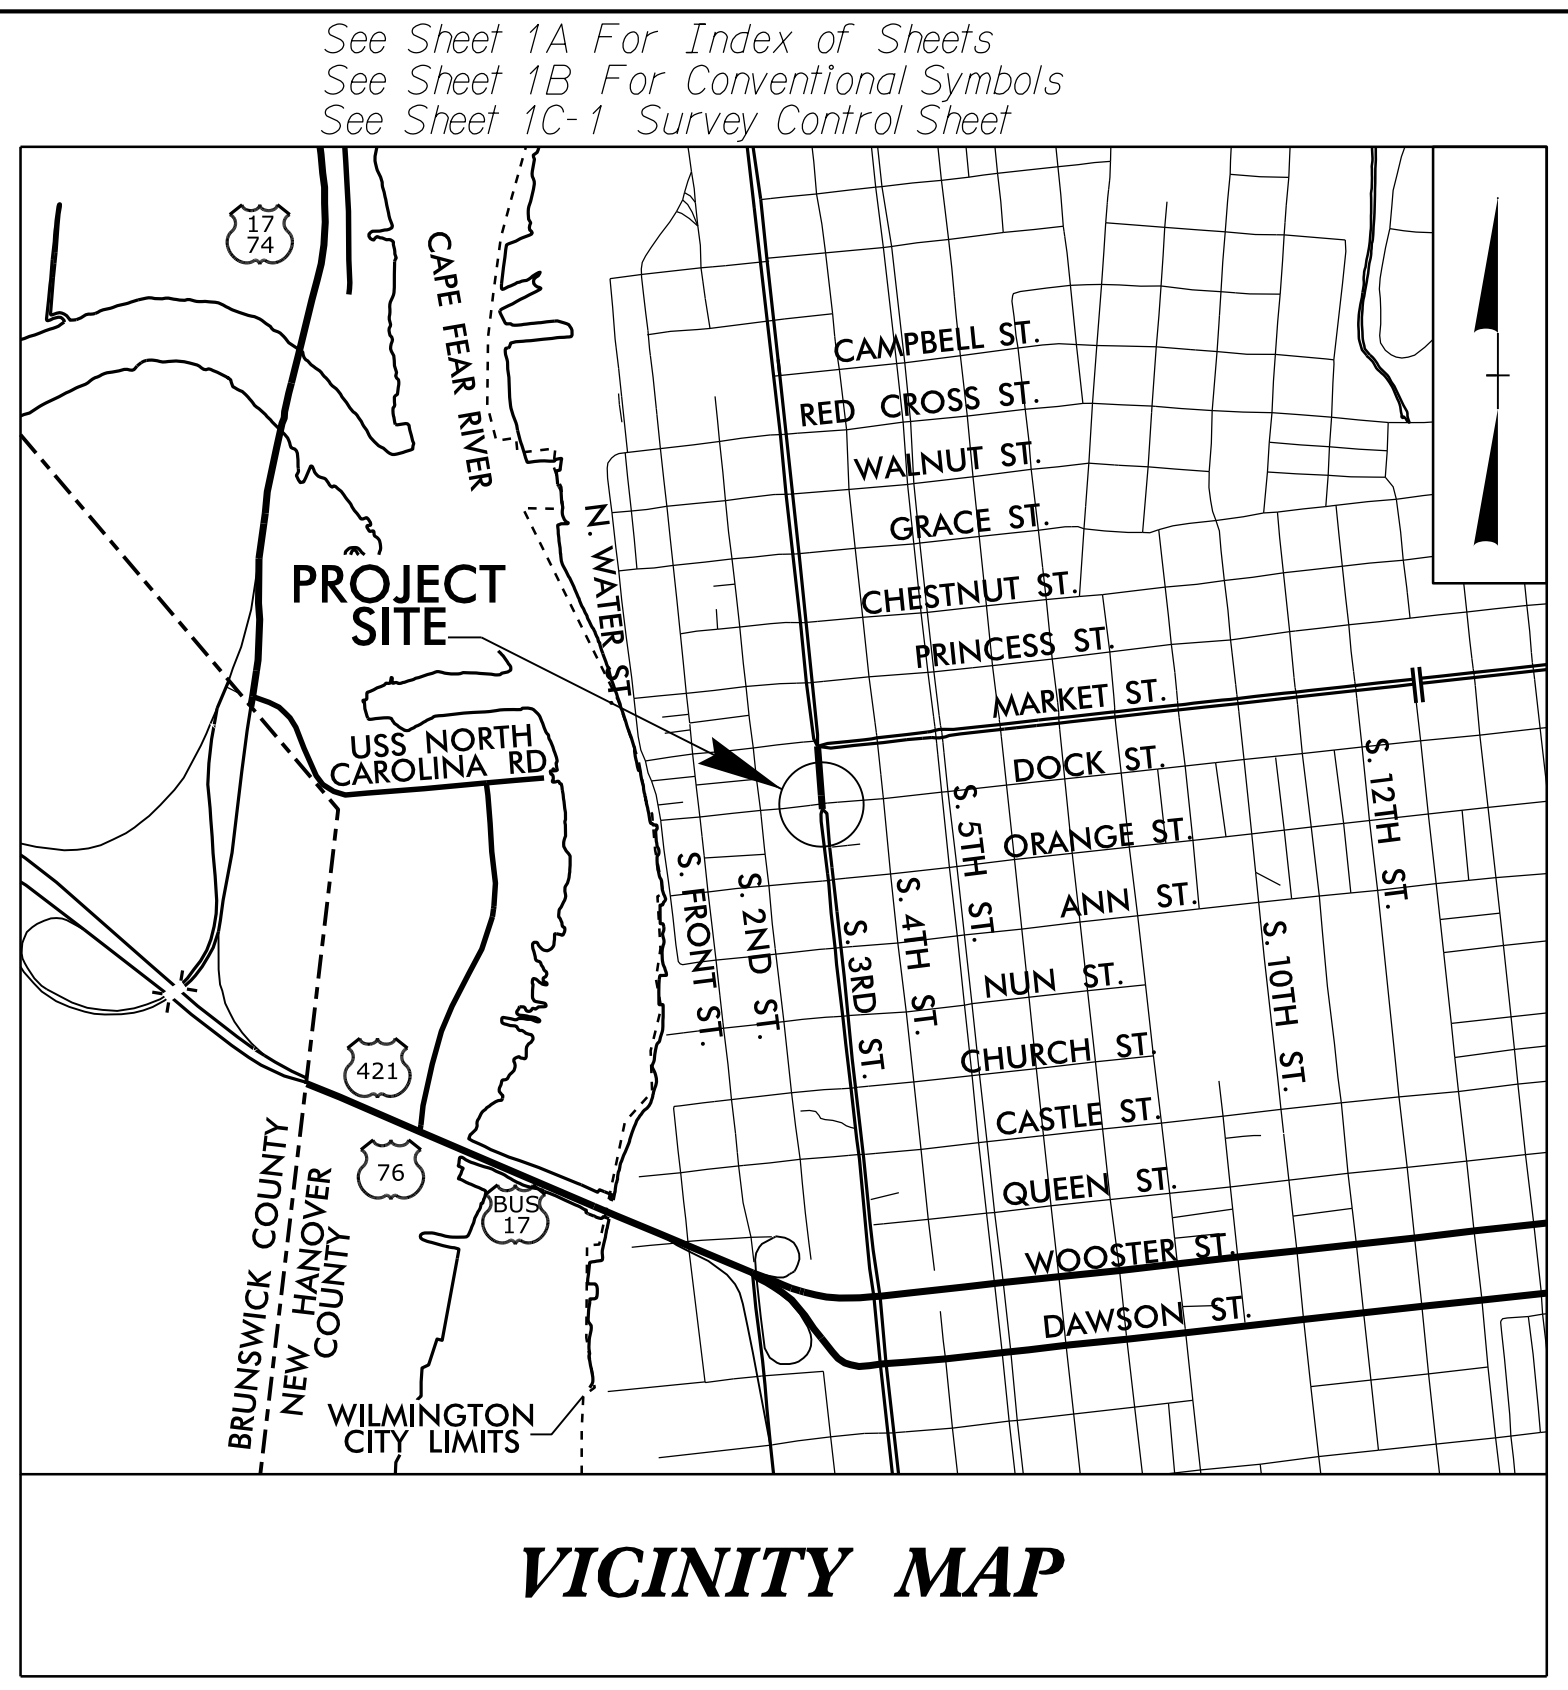 See Sheet 1A For Index of Sheets
See Sheet 1B For Conventional Symbols
See Sheet 1C-1 Survey Control Sheet
17
74
CAPE FEAR RIVER
CAMPBELL ST.
RED CROSS ST.
WALNUT ST.
GRACE ST.
N. WATER ST
PROJECT
SITE
CHESTNUT ST.
PRINCESS ST.
MARKET ST.
USS NORTH
CAROLINA RD
DOCK ST.
S. 12TH ST.
S. 5TH ST.
ORANGE ST.
S. FRONT ST.
S. 2ND ST.
S. 4TH ST.
ANN ST.
S. 3RD ST.
S. 10TH ST.
NUN ST.
CHURCH ST.
421
CASTLE ST.
76
BUS
17
QUEEN ST.
BRUNSWICK COUNTY
NEW HANOVER
COUNTY
WOOSTER ST.
DAWSON ST.
WILMINGTON
CITY LIMITS
VICINITY MAP